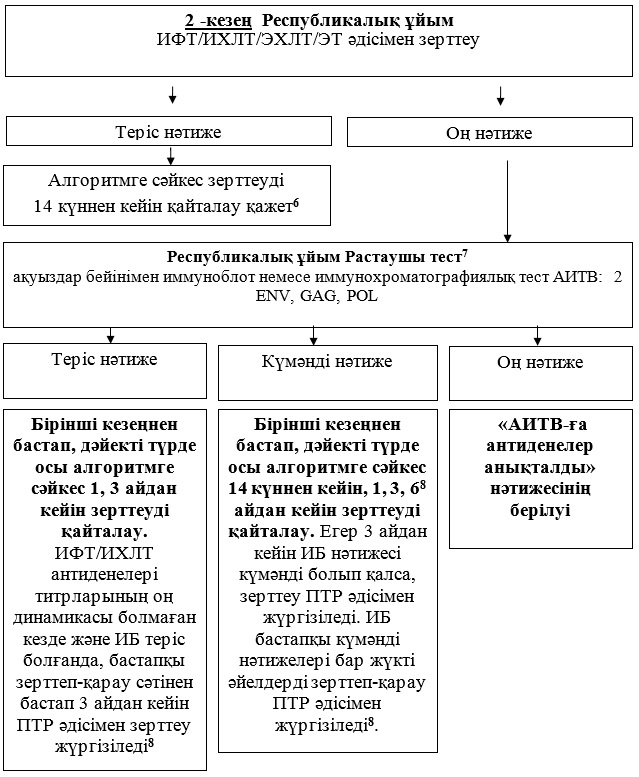 2 -кезең  Республикалық ұйым
ИФТ/ИХЛТ/ЭХЛТ/ЭТ әдісімен зерттеу
Теріс нәтиже
Оң нәтиже
Алгоритмге сәйкес зерттеуді
14 күннен кейін қайталау қажет⁶
Республикалық ұйым Растаушы тест⁷
ақуыздар бейінімен иммуноблот немесе иммунохроматографиялық тест АИТВ:  2
ENV, GAG, POL
Теріс нәтиже
Күмәнді нәтиже
Оң нәтиже
Бірінші кезеңнен
бастап, дәйекті түрде
осы алгоритмге
сәйкес 1, 3 айдан
кейін зерттеуді
қайталау.
ИФТ/ИХЛТ
антиденелері
титрларының оң
динамикасы болмаған
кезде және ИБ теріс
болғанда, бастапқы
зерттеп-қарау сәтінен
бастап 3 айдан кейін
ПТР әдісімен зерттеу
жүргізіледі⁸
Бірінші кезеңнен
бастап, дәйекті түрде
осы алгоритмге сәйкес
14 күннен кейін, 1, 3, 6⁸
айдан кейін зерттеуді
қайталау. Егер 3 айдан
кейін ИБ нәтижесі
күмәнді болып қалса,
зерттеу ПТР әдісімен
жүргізіледі. ИБ
бастапқы күмәнді
нәтижелері бар жүкті
әйелдерді зерттеп-қарау
ПТР әдісімен
жүргізіледі⁸.
«АИТВ-ға
антиденелер
анықталды»
нәтижесінің
берілуі